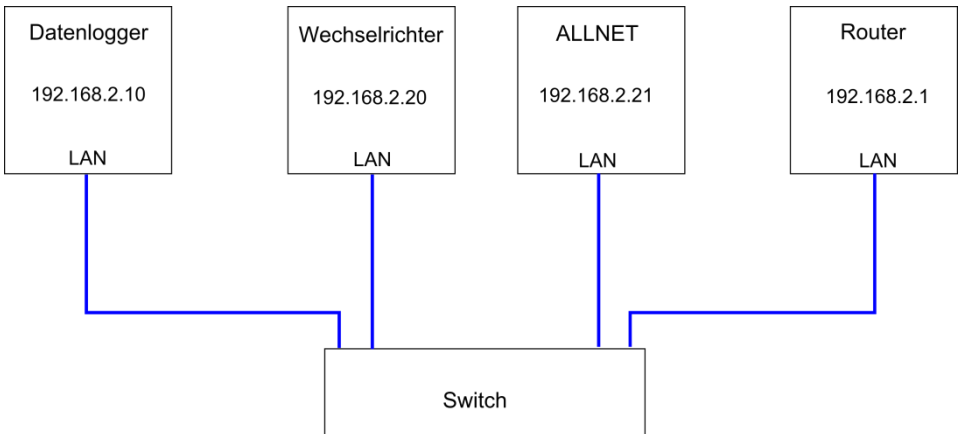 Datenlogger
192.168.2.10
LAN
Wechselrichter
192.168.2.20
LAN
ALLNET
192.168.2.21
LAN
Router
192.168.2.1
LAN
Switch